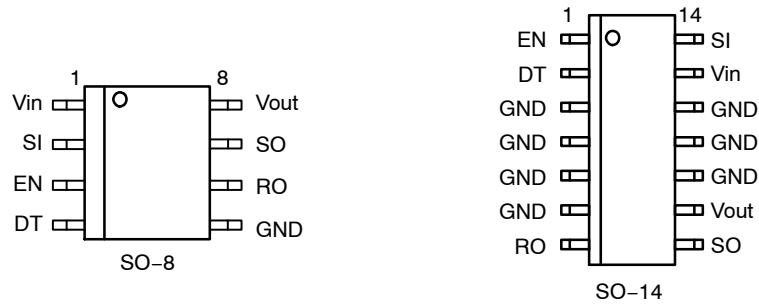 1 8
Vin Vout
SI SO
EN RO
DT GND
SO−8
1 14
EN SI
DT Vin
GND GND
GND GND
GND GND
GND Vout
RO SO
SO−14